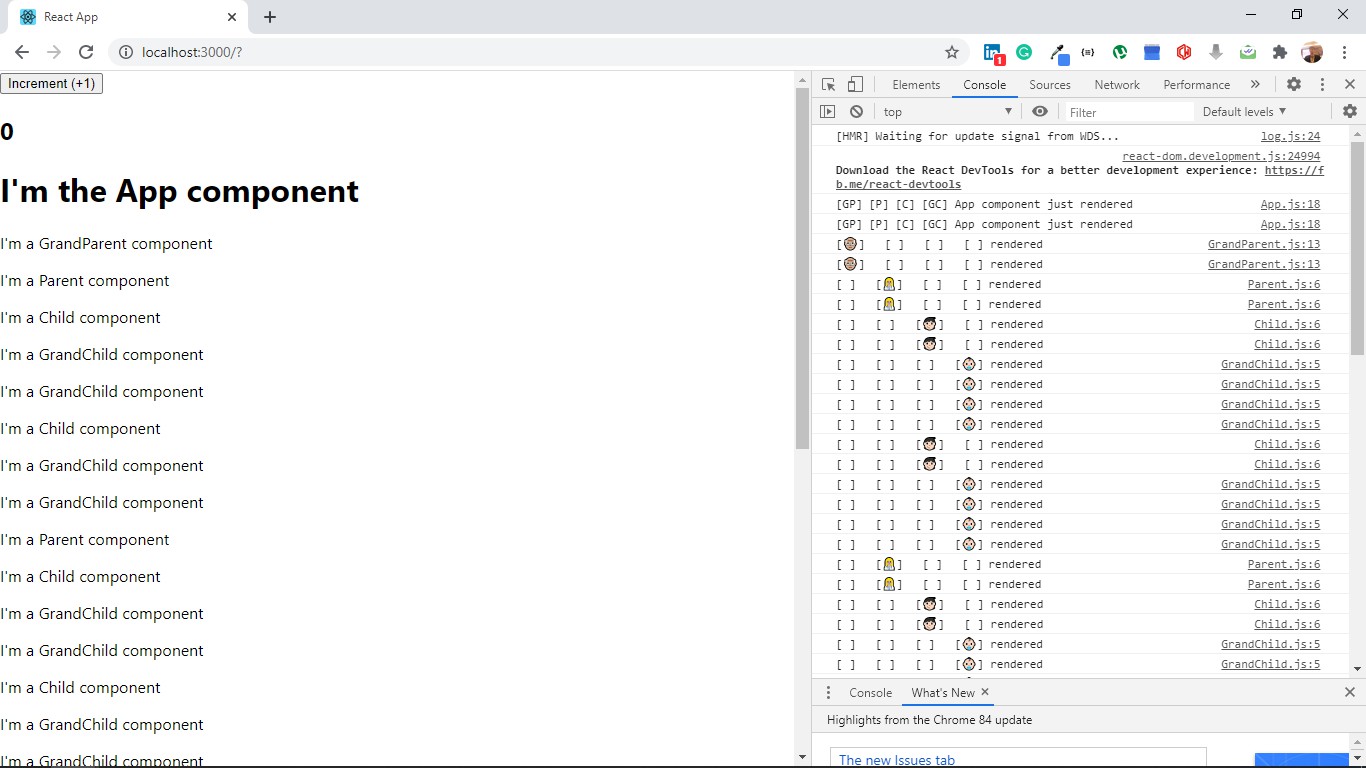 React App
localhost:3000/?
1
Increment (+1)
0
I'm the App component
I'm a GrandParent component
I'm a Parent component
I'm a Child component
I'm a GrandChild component
I'm a GrandChild component
I'm a Child component
I'm a GrandChild component
I'm a GrandChild component
I'm a Parent component
I'm a Child component
I'm a GrandChild component
I'm a GrandChild component
I'm a Child component
I'm a GrandChild component
I'm a GrandChild component
Elements Console Sources Network Performance »
top Filter Default levels
[HMR] Waiting for update signal from WDS... log.js:24
react-dom.development.js:24994
Download the React DevTools for a better development experience: https://f
b.me/react-devtools
[GP] [P] [C] [GC] App component just rendered App.js:18
[GP] [P] [C] [GC] App component just rendered App.js:18
[👴🏽] [ ] [ ] [ ] rendered GrandParent.js:13
[👴🏽] [ ] [ ] [ ] rendered GrandParent.js:13
[ ] [👩] [ ] [ ] rendered Parent.js:6
[ ] [👩] [ ] [ ] rendered Parent.js:6
[ ] [ ] [👦🏻] [ ] rendered Child.js:6
[ ] [ ] [👦🏻] [ ] rendered Child.js:6
[ ] [ ] [ ] [👶🏻] rendered GrandChild.js:5
[ ] [ ] [ ] [👶🏻] rendered GrandChild.js:5
[ ] [ ] [ ] [👶🏻] rendered GrandChild.js:5
[ ] [ ] [ ] [👶🏻] rendered GrandChild.js:5
[ ] [ ] [👦🏻] [ ] rendered Child.js:6
[ ] [ ] [👦🏻] [ ] rendered Child.js:6
[ ] [ ] [ ] [👶🏻] rendered GrandChild.js:5
[ ] [ ] [ ] [👶🏻] rendered GrandChild.js:5
[ ] [ ] [ ] [👶🏻] rendered GrandChild.js:5
[ ] [ ] [ ] [👶🏻] rendered GrandChild.js:5
[ ] [👩] [ ] [ ] rendered Parent.js:6
[ ] [👩] [ ] [ ] rendered Parent.js:6
[ ] [ ] [👦🏻] [ ] rendered Child.js:6
[ ] [ ] [👦🏻] [ ] rendered Child.js:6
[ ] [ ] [ ] [👶🏻] rendered GrandChild.js:5
[ ] [ ] [ ] [👶🏻] rendered GrandChild.js:5
Console What's New
Highlights from the Chrome 84 update
The new Issues tab